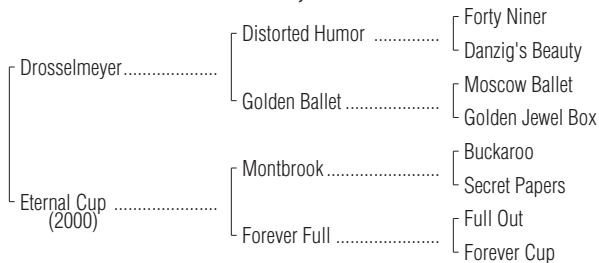 Forty Niner
Distorted Humor ..............
Danzig's Beauty
Drosselmeyer....................
Moscow Ballet
Golden Ballet ....................
Golden Jewel Box
Buckaroo
Montbrook ........................
Secret Papers
Eternal Cup ......................
(2000)
Full Out
Forever Full ......................
Forever Cup